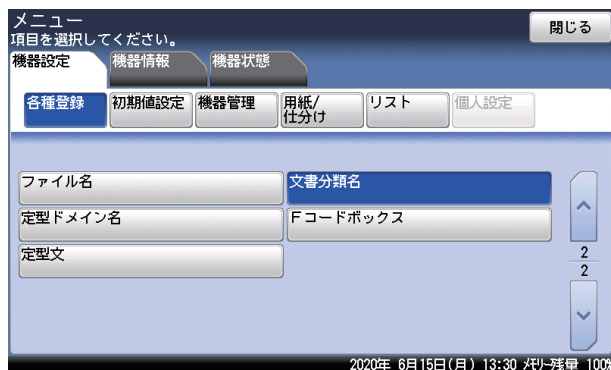 メニュー
項目を選択してください。
閉じる
機器設定
機器情報
機器状態
各種登録
初期値設定
機器管理
用紙/
仕分け
リスト
個人設定
ファイル名
文書分類名
定型ドメイン名
Fコードボックス
定型文
2
2
2020年 6月15日(月) 13:30 メモリー残量 100%